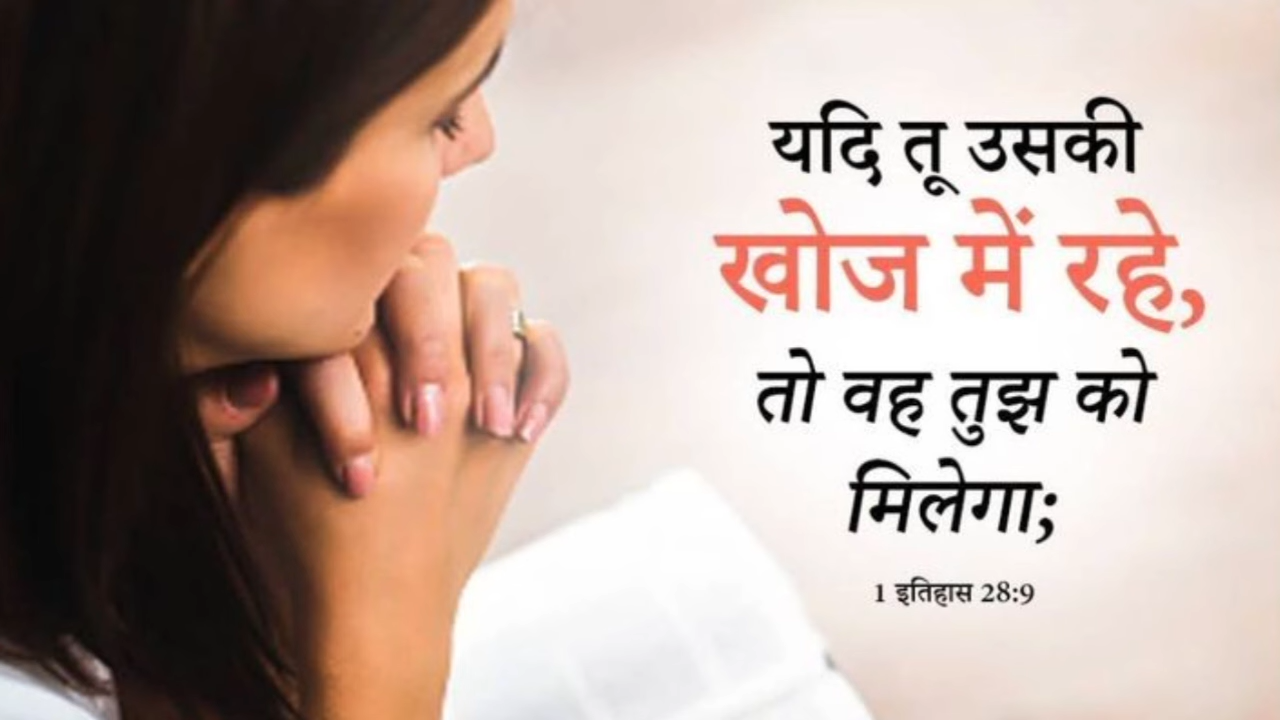 यदि तू उसकी
खोज में रहे,
तो वह तुझ को
मिलेगा;
1 इतिहास 28:9